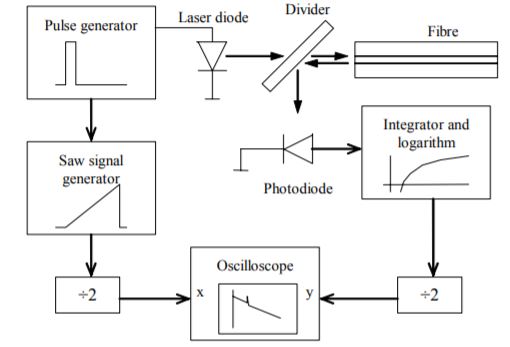 Pulse generator
Laser diode
Divider
Fibre
Saw signal
generator
Photodiode
Integrator and
logarithm
÷2
Oscilloscope
x
y
÷2